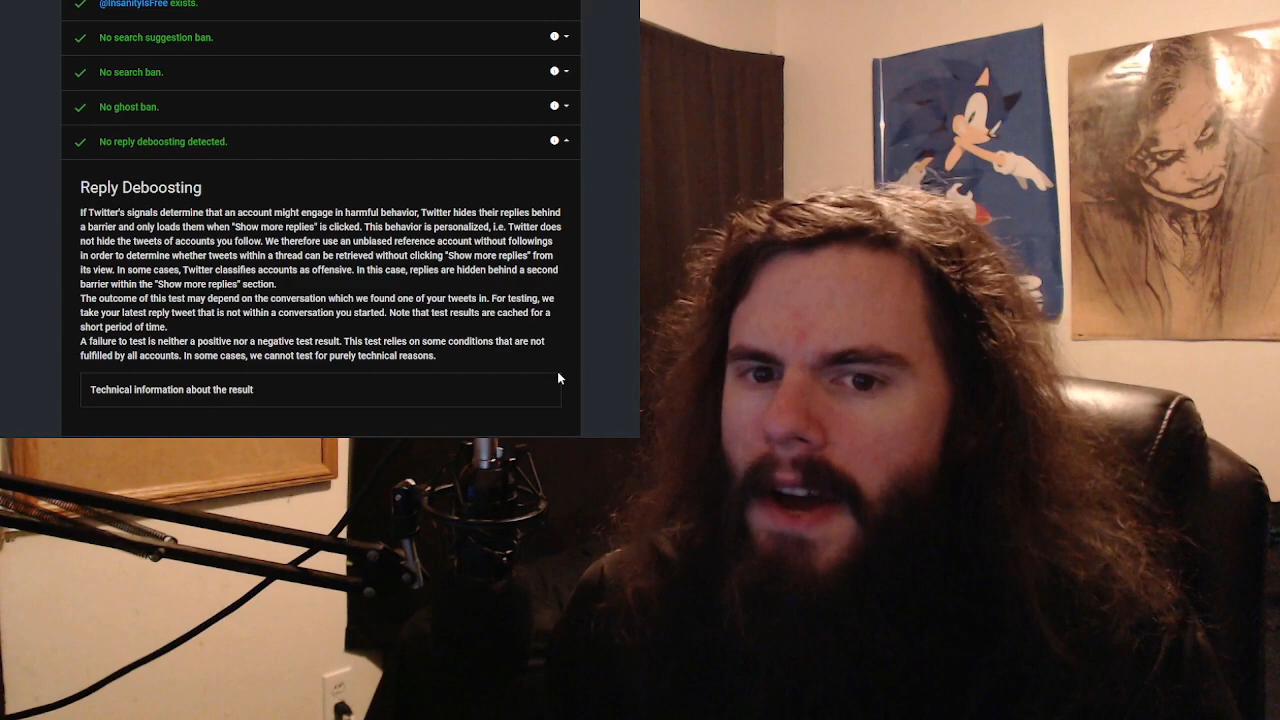 @InsanityIsFree exists.
No search suggestion ban.
No search ban.
No ghost ban.
No reply deboosting detected.
Reply Deboosting
If Twitter's signals determine that an account might engage in harmful behavior, Twitter hides their replies behind
a barrier and only loads them when "Show more replies" is clicked. This behavior is personalized, i.e. Twitter does
not hide the tweets of accounts you follow. We therefore use an unbiased reference account without followings
in order to determine whether tweets within a thread can be retrieved without clicking "Show more replies" from
its view. In some cases, Twitter classifies accounts as offensive. In this case, replies are hidden behind a second
barrier within the "Show more replies" section.
The outcome of this test may depend on the conversation which we found one of your tweets in. For testing, we
take your latest reply tweet that is not within a conversation you started. Note that test results are cached for a
short period of time.
A failure to test is neither a positive nor a negative test result. This test relies on some conditions that are not
fulfilled by all accounts. In some cases, we cannot test for purely technical reasons.
Technical information about the result